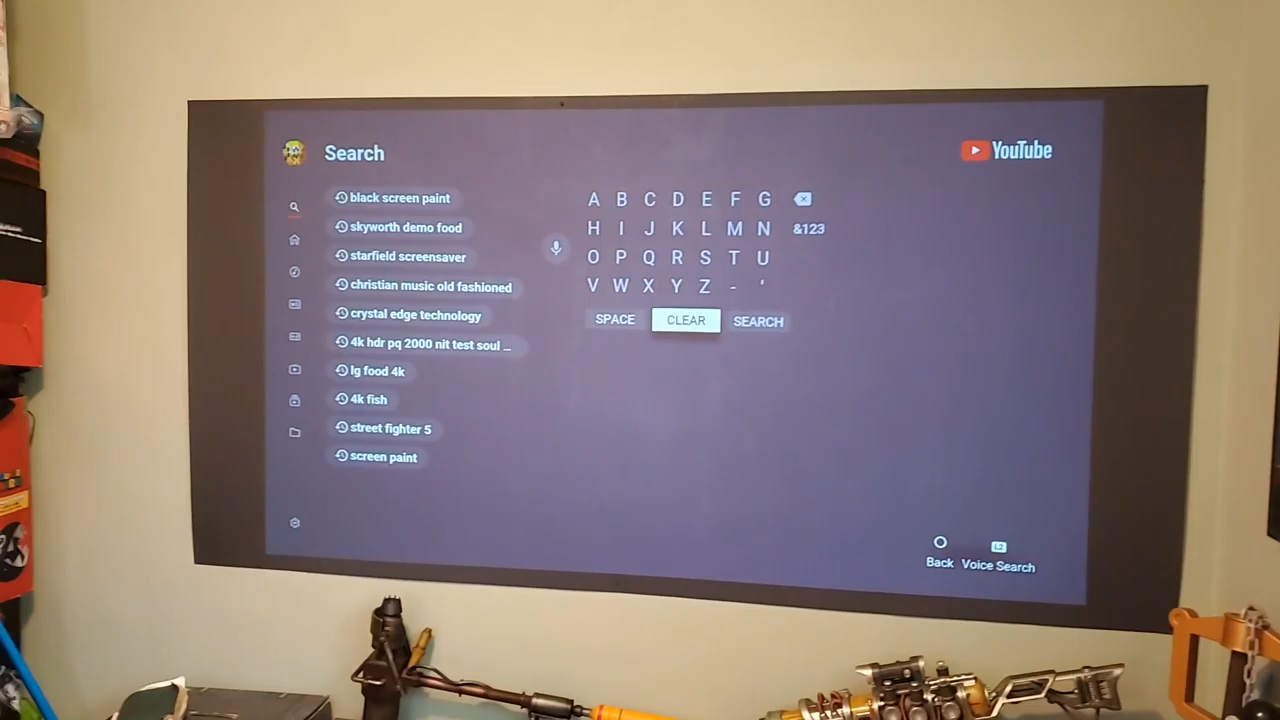 Search
YouTube
black screen paint
skyworth demo food
starfield screensaver
christian music old fashioned
crystal edge technology
4k hdr pq 2000 nit test soul ...
lg food 4k
4k fish
street fighter 5
screen paint
A B C D E F G
H I J K L M N &123
O P Q R S T U
V W X Y Z - '
SPACE CLEAR SEARCH
L2
Back Voice Search